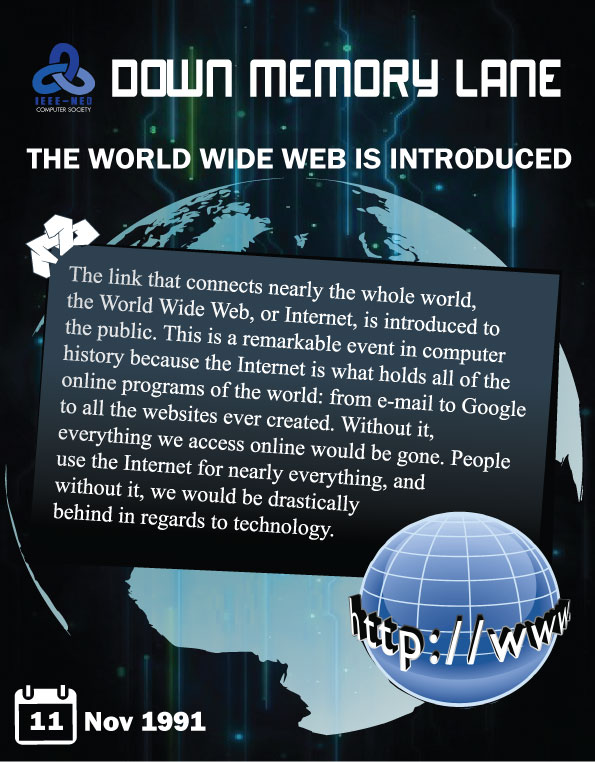 IEEE-NED
COMPUTER SOCIETY
DOWN MEMORY LANE
THE WORLD WIDE WEB IS INTRODUCED
The link that connects nearly the whole world,
the World Wide Web, or Internet, is introduced to
the public. This is a remarkable event in computer
history because the Internet is what holds all of the
online programs of the world: from e-mail to Google
to all the websites ever created. Without it,
everything we access online would be gone. People
use the Internet for nearly everything, and
without it, we would be drastically
behind in regards to technology.
http://www
11 Nov 1991